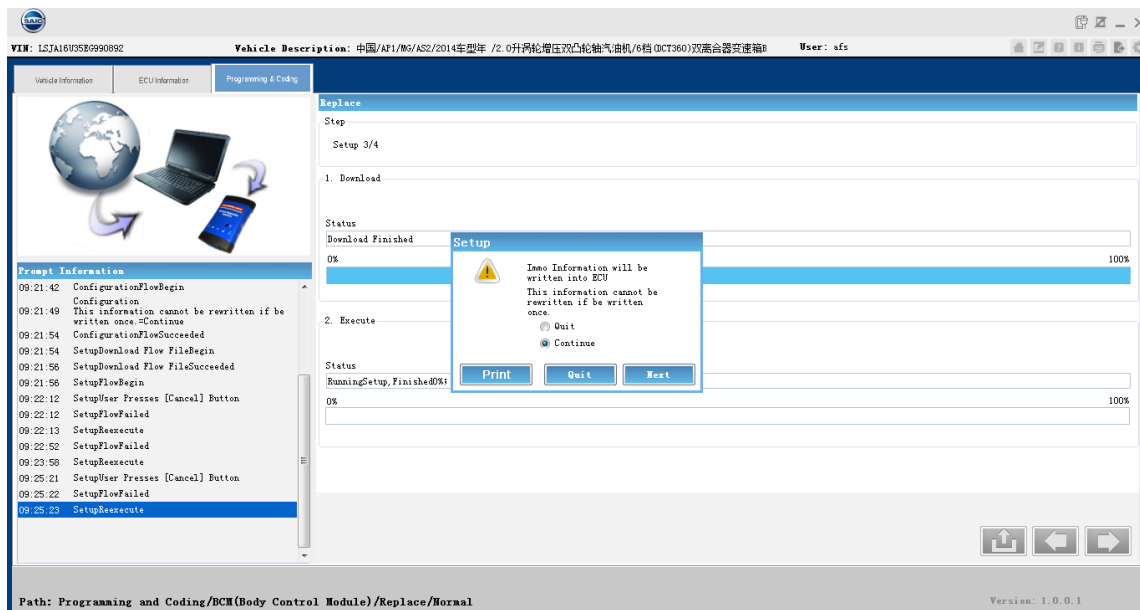 SAIC
VIN: LSJA16U35EG990892 Vehicle Description: 中国/AP1/MG/AS2/2014车型年 /2.0升涡轮增压双凸轮轴汽油机/6档(DCT360)双离合器变速箱B User: afs
Vehicle Information ECU Information Programming & Coding
Replace
Step
Setup 3/4
1. Download
Status
Download Finished
0% 100%
2. Execute
Status
RunningSetup,Finished0%
0% 100%
Setup
Immo Information will be
written into ECU
This information cannot be
rewritten if be written
once.
Quit
Continue
Print Quit Next
Prompt Information
09:21:42 ConfigurationFlowBegin
09:21:49 Configuration
This information cannot be rewritten if be
written once.=Continue
09:21:54 ConfigurationFlowSucceeded
09:21:54 SetupDownload Flow FileBegin
09:21:56 SetupDownload Flow FileSucceeded
09:21:56 SetupFlowBegin
09:22:12 SetupUser Presses [Cancel] Button
09:22:12 SetupFlowFailed
09:22:13 SetupReexecute
09:22:52 SetupFlowFailed
09:23:58 SetupReexecute
09:25:21 SetupUser Presses [Cancel] Button
09:25:22 SetupFlowFailed
09:25:23 SetupReexecute
Path: Programming and Coding/BCM(Body Control Module)/Replace/Normal Version: 1.0.0.1